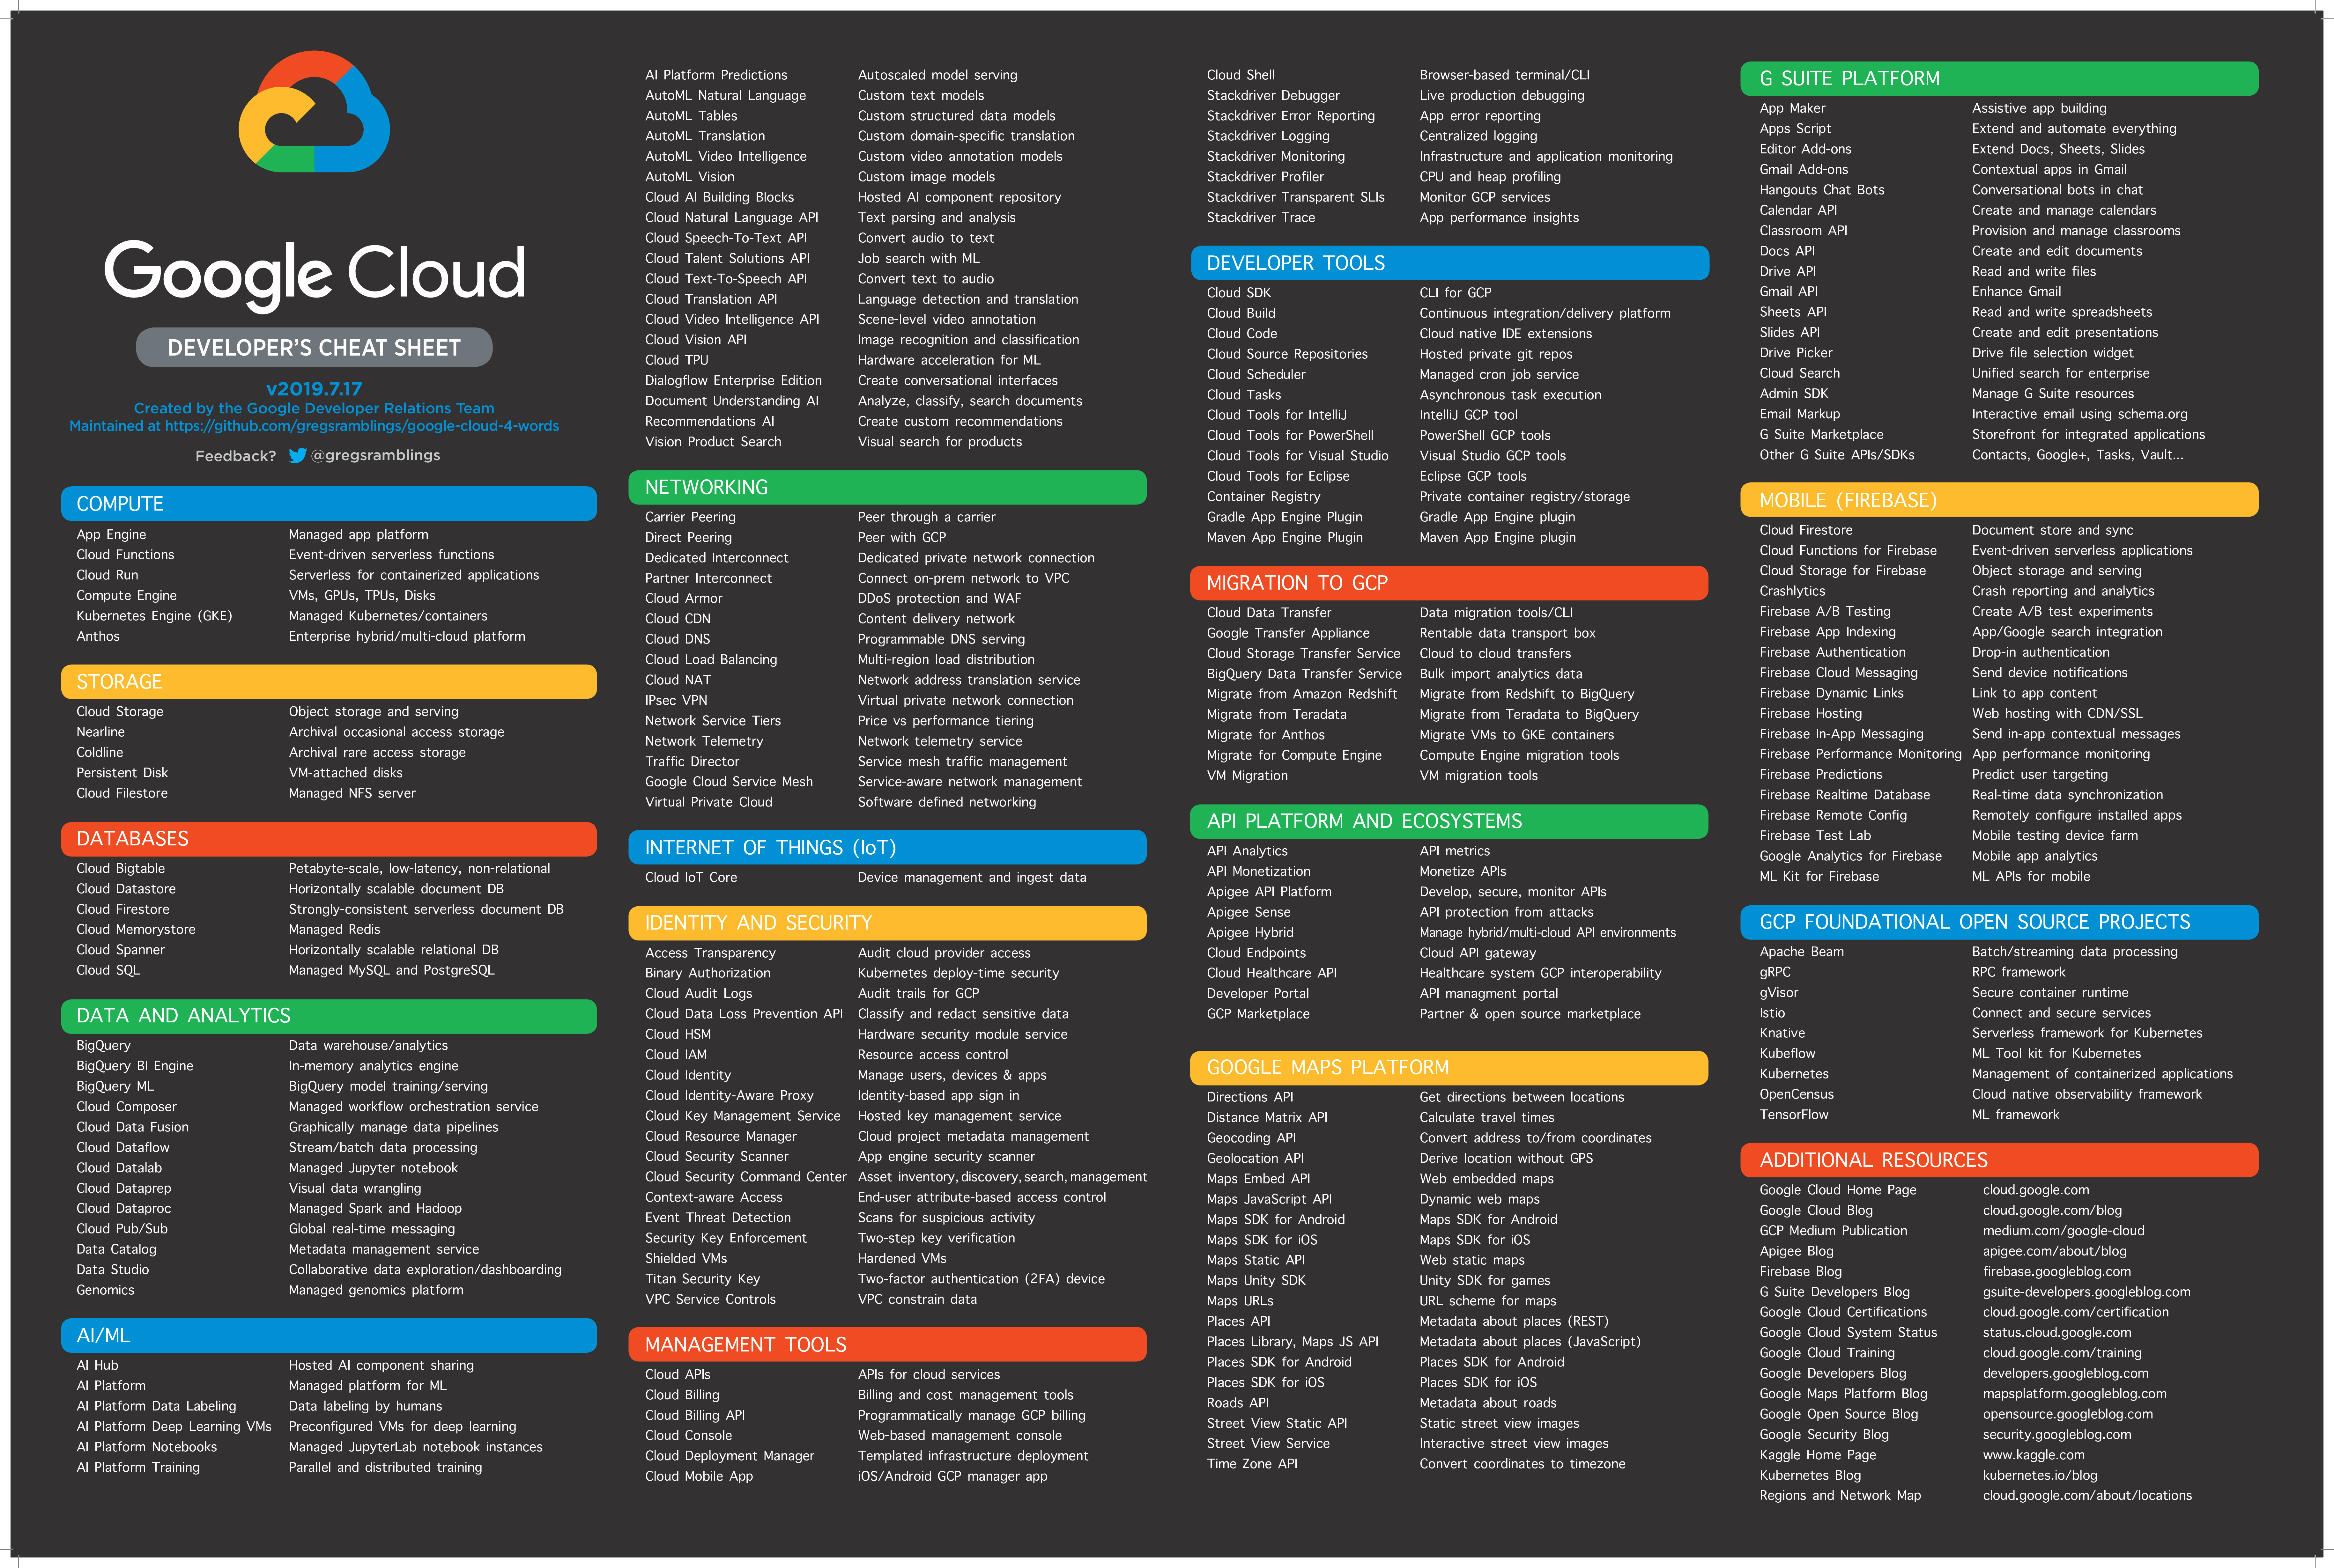 Google Cloud
DEVELOPER'S CHEAT SHEET
v2019.7.17
Created by the Google Developer Relations Team
Maintained at https://github.com/gregsramblings/google-cloud-4-words
Feedback? @gregsramblings
COMPUTE
App Engine Managed app platform
Cloud Functions Event-driven serverless functions
Cloud Run Serverless for containerized applications
Compute Engine VMs, GPUs, TPUs, Disks
Kubernetes Engine (GKE) Managed Kubernetes/containers
Anthos Enterprise hybrid/multi-cloud platform
STORAGE
Cloud Storage Object storage and serving
Nearline Archival occasional access storage
Coldline Archival rare access storage
Persistent Disk VM-attached disks
Cloud Filestore Managed NFS server
DATABASES
Cloud Bigtable Petabyte-scale, low-latency, non-relational
Cloud Datastore Horizontally scalable document DB
Cloud Firestore Strongly-consistent serverless document DB
Cloud Memorystore Managed Redis
Cloud Spanner Horizontally scalable relational DB
Cloud SQL Managed MySQL and PostgreSQL
DATA AND ANALYTICS
BigQuery Data warehouse/analytics
BigQuery BI Engine In-memory analytics engine
BigQuery ML BigQuery model training/serving
Cloud Composer Managed workflow orchestration service
Cloud Data Fusion Graphically manage data pipelines
Cloud Dataflow Stream/batch data processing
Cloud Datalab Managed Jupyter notebook
Cloud Dataprep Visual data wrangling
Cloud Dataproc Managed Spark and Hadoop
Cloud Pub/Sub Global real-time messaging
Data Catalog Metadata management service
Data Studio Collaborative data exploration/dashboarding
Genomics Managed genomics platform
AI/ML
AI Hub Hosted AI component sharing
AI Platform Managed platform for ML
AI Platform Data Labeling Data labeling by humans
AI Platform Deep Learning VMs Preconfigured VMs for deep learning
AI Platform Notebooks Managed JupyterLab notebook instances
AI Platform Training Parallel and distributed training
AI Platform Predictions Autoscaled model serving
AutoML Natural Language Custom text models
AutoML Tables Custom structured data models
AutoML Translation Custom domain-specific translation
AutoML Video Intelligence Custom video annotation models
AutoML Vision Custom image models
Cloud AI Building Blocks Hosted AI component repository
Cloud Natural Language API Text parsing and analysis
Cloud Speech-To-Text API Convert audio to text
Cloud Talent Solutions API Job search with ML
Cloud Text-To-Speech API Convert text to audio
Cloud Translation API Language detection and translation
Cloud Video Intelligence API Scene-level video annotation
Cloud Vision API Image recognition and classification
Cloud TPU Hardware acceleration for ML
Dialogflow Enterprise Edition Create conversational interfaces
Document Understanding AI Analyze, classify, search documents
Recommendations AI Create custom recommendations
Vision Product Search Visual search for products
NETWORKING
Carrier Peering Peer through a carrier
Direct Peering Peer with GCP
Dedicated Interconnect Dedicated private network connection
Partner Interconnect Connect on-prem network to VPC
Cloud Armor DDoS protection and WAF
Cloud CDN Content delivery network
Cloud DNS Programmable DNS serving
Cloud Load Balancing Multi-region load distribution
Cloud NAT Network address translation service
IPsec VPN Virtual private network connection
Network Service Tiers Price vs performance tiering
Network Telemetry Network telemetry service
Traffic Director Service mesh traffic management
Google Cloud Service Mesh Service-aware network management
Virtual Private Cloud Software defined networking
INTERNET OF THINGS (IoT)
Cloud IoT Core Device management and ingest data
IDENTITY AND SECURITY
Access Transparency Audit cloud provider access
Binary Authorization Kubernetes deploy-time security
Cloud Audit Logs Audit trails for GCP
Cloud Data Loss Prevention API Classify and redact sensitive data
Cloud HSM Hardware security module service
Cloud IAM Resource access control
Cloud Identity Manage users, devices & apps
Cloud Identity-Aware Proxy Identity-based app sign in
Cloud Key Management Service Hosted key management service
Cloud Resource Manager Cloud project metadata management
Cloud Security Scanner App engine security scanner
Cloud Security Command Center Asset inventory, discovery, search, management
Context-aware Access End-user attribute-based access control
Event Threat Detection Scans for suspicious activity
Security Key Enforcement Two-step key verification
Shielded VMs Hardened VMs
Titan Security Key Two-factor authentication (2FA) device
VPC Service Controls VPC constrain data
MANAGEMENT TOOLS
Cloud APIs APIs for cloud services
Cloud Billing Billing and cost management tools
Cloud Billing API Programmatically manage GCP billing
Cloud Console Web-based management console
Cloud Deployment Manager Templated infrastructure deployment
Cloud Mobile App iOS/Android GCP manager app
Cloud Shell Browser-based terminal/CLI
Stackdriver Debugger Live production debugging
Stackdriver Error Reporting App error reporting
Stackdriver Logging Centralized logging
Stackdriver Monitoring Infrastructure and application monitoring
Stackdriver Profiler CPU and heap profiling
Stackdriver Transparent SLIs Monitor GCP services
Stackdriver Trace App performance insights
DEVELOPER TOOLS
Cloud SDK CLI for GCP
Cloud Build Continuous integration/delivery platform
Cloud Code Cloud native IDE extensions
Cloud Source Repositories Hosted private git repos
Cloud Scheduler Managed cron job service
Cloud Tasks Asynchronous task execution
Cloud Tools for IntelliJ IntelliJ GCP tool
Cloud Tools for PowerShell PowerShell GCP tools
Cloud Tools for Visual Studio Visual Studio GCP tools
Cloud Tools for Eclipse Eclipse GCP tools
Container Registry Private container registry/storage
Gradle App Engine Plugin Gradle App Engine plugin
Maven App Engine Plugin Maven App Engine plugin
MIGRATION TO GCP
Cloud Data Transfer Data migration tools/CLI
Google Transfer Appliance Rentable data transport box
Cloud Storage Transfer Service Cloud to cloud transfers
BigQuery Data Transfer Service Bulk import analytics data
Migrate from Amazon Redshift Migrate from Redshift to BigQuery
Migrate from Teradata Migrate from Teradata to BigQuery
Migrate for Anthos Migrate VMs to GKE containers
Migrate for Compute Engine Compute Engine migration tools
VM Migration VM migration tools
API PLATFORM AND ECOSYSTEMS
API Analytics API metrics
API Monetization Monetize APIs
Apigee API Platform Develop, secure, monitor APIs
Apigee Sense API protection from attacks
Apigee Hybrid Manage hybrid/multi-cloud API environments
Cloud Endpoints Cloud API gateway
Cloud Healthcare API Healthcare system GCP interoperability
Developer Portal API managment portal
GCP Marketplace Partner & open source marketplace
GOOGLE MAPS PLATFORM
Directions API Get directions between locations
Distance Matrix API Calculate travel times
Geocoding API Convert address to/from coordinates
Geolocation API Derive location without GPS
Maps Embed API Web embedded maps
Maps JavaScript API Dynamic web maps
Maps SDK for Android Maps SDK for Android
Maps SDK for iOS Maps SDK for iOS
Maps Static API Web static maps
Maps Unity SDK Unity SDK for games
Maps URLs URL scheme for maps
Places API Metadata about places (REST)
Places Library, Maps JS API Metadata about places (JavaScript)
Places SDK for Android Places SDK for Android
Places SDK for iOS Places SDK for iOS
Roads API Metadata about roads
Street View Static API Static street view images
Street View Service Interactive street view images
Time Zone API Convert coordinates to timezone
G SUITE PLATFORM
App Maker Assistive app building
Apps Script Extend and automate everything
Editor Add-ons Extend Docs, Sheets, Slides
Gmail Add-ons Contextual apps in Gmail
Hangouts Chat Bots Conversational bots in chat
Calendar API Create and manage calendars
Classroom API Provision and manage classrooms
Docs API Create and edit documents
Drive API Read and write files
Gmail API Enhance Gmail
Sheets API Read and write spreadsheets
Slides API Create and edit presentations
Drive Picker Drive file selection widget
Cloud Search Unified search for enterprise
Admin SDK Manage G Suite resources
Email Markup Interactive email using schema.org
G Suite Marketplace Storefront for integrated applications
Other G Suite APIs/SDKs Contacts, Google+, Tasks, Vault...
MOBILE (FIREBASE)
Cloud Firestore Document store and sync
Cloud Functions for Firebase Event-driven serverless applications
Cloud Storage for Firebase Object storage and serving
Crashlytics Crash reporting and analytics
Firebase A/B Testing Create A/B test experiments
Firebase App Indexing App/Google search integration
Firebase Authentication Drop-in authentication
Firebase Cloud Messaging Send device notifications
Firebase Dynamic Links Link to app content
Firebase Hosting Web hosting with CDN/SSL
Firebase In-App Messaging Send in-app contextual messages
Firebase Performance Monitoring App performance monitoring
Firebase Predictions Predict user targeting
Firebase Realtime Database Real-time data synchronization
Firebase Remote Config Remotely configure installed apps
Firebase Test Lab Mobile testing device farm
Google Analytics for Firebase Mobile app analytics
ML Kit for Firebase ML APIs for mobile
GCP FOUNDATIONAL OPEN SOURCE PROJECTS
Apache Beam Batch/streaming data processing
gRPC RPC framework
gVisor Secure container runtime
Istio Connect and secure services
Knative Serverless framework for Kubernetes
Kubeflow ML Tool kit for Kubernetes
Kubernetes Management of containerized applications
OpenCensus Cloud native observability framework
TensorFlow ML framework
ADDITIONAL RESOURCES
Google Cloud Home Page cloud.google.com
Google Cloud Blog cloud.google.com/blog
GCP Medium Publication medium.com/google-cloud
Apigee Blog apigee.com/about/blog
Firebase Blog firebase.googleblog.com
G Suite Developers Blog gsuite-developers.googleblog.com
Google Cloud Certifications cloud.google.com/certification
Google Cloud System Status status.cloud.google.com
Google Cloud Training cloud.google.com/training
Google Developers Blog developers.googleblog.com
Google Maps Platform Blog mapsplatform.googleblog.com
Google Open Source Blog opensource.googleblog.com
Google Security Blog security.googleblog.com
Kaggle Home Page www.kaggle.com
Kubernetes Blog kubernetes.io/blog
Regions and Network Map cloud.google.com/about/locations